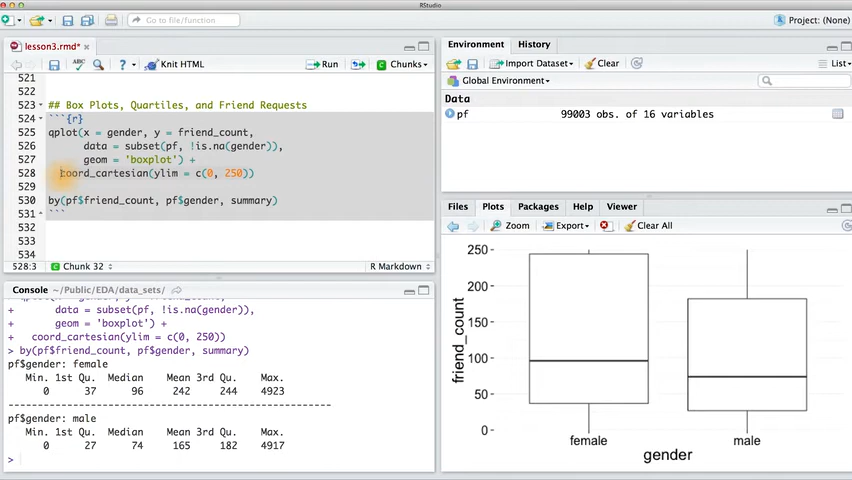 RStudio
Go to file/function
Project: (None)
lesson3.rmd*
ABC
?
Knit HTML
Run
Chunks
521
522
523 ## Box Plots, Quartiles, and Friend Requests
524 ```{r}
525 qplot(x = gender, y = friend_count,
526 data = subset(pf, !is.na(gender)),
527 geom = 'boxplot') +
528 coord_cartesian(ylim = c(0, 250))
529
530 by(pf$friend_count, pf$gender, summary)
531 ```
532
533
534
528:3 Chunk 32 R Markdown
Console ~/Public/EDA/data_sets/
+ data = subset(pf, !is.na(gender)),
+ geom = 'boxplot') +
+ coord_cartesian(ylim = c(0, 250))
> by(pf$friend_count, pf$gender, summary)
pf$gender: female
Min. 1st Qu. Median Mean 3rd Qu. Max.
0 37 96 242 244 4923
------------------------------------------------------
pf$gender: male
Min. 1st Qu. Median Mean 3rd Qu. Max.
0 27 74 165 182 4917
>
Environment History
Import Dataset Clear List
Global Environment
Data
pf 99003 obs. of 16 variables
Files Plots Packages Help Viewer
Zoom Export Clear All
friend_count
250
200
150
100
50
0
female male
gender